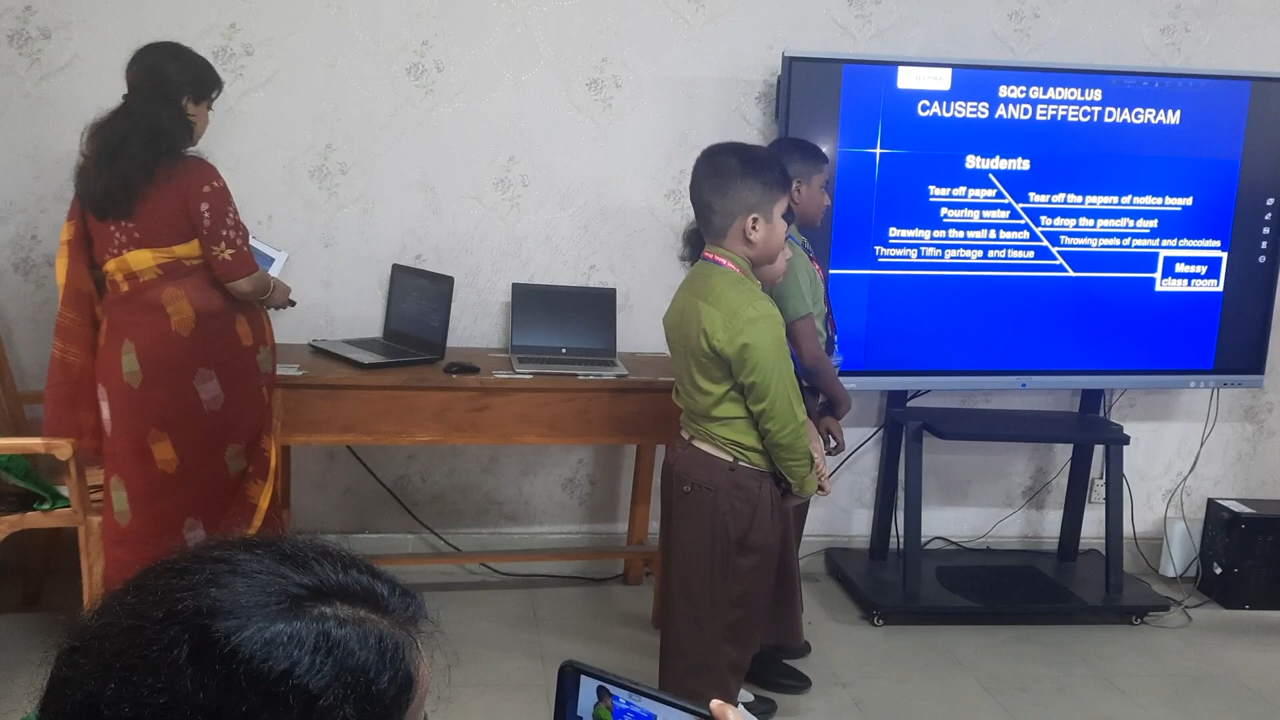 SQC GLADIOLUS
CAUSES AND EFFECT DIAGRAM
Students
Tear off paper
Tear off the papers of notice board
Pouring water
To drop the pencil's dust
Drawing on the wall & bench
Throwing peels of peanut and chocolates
Throwing Tiffin garbage and tissue
Messy
class room